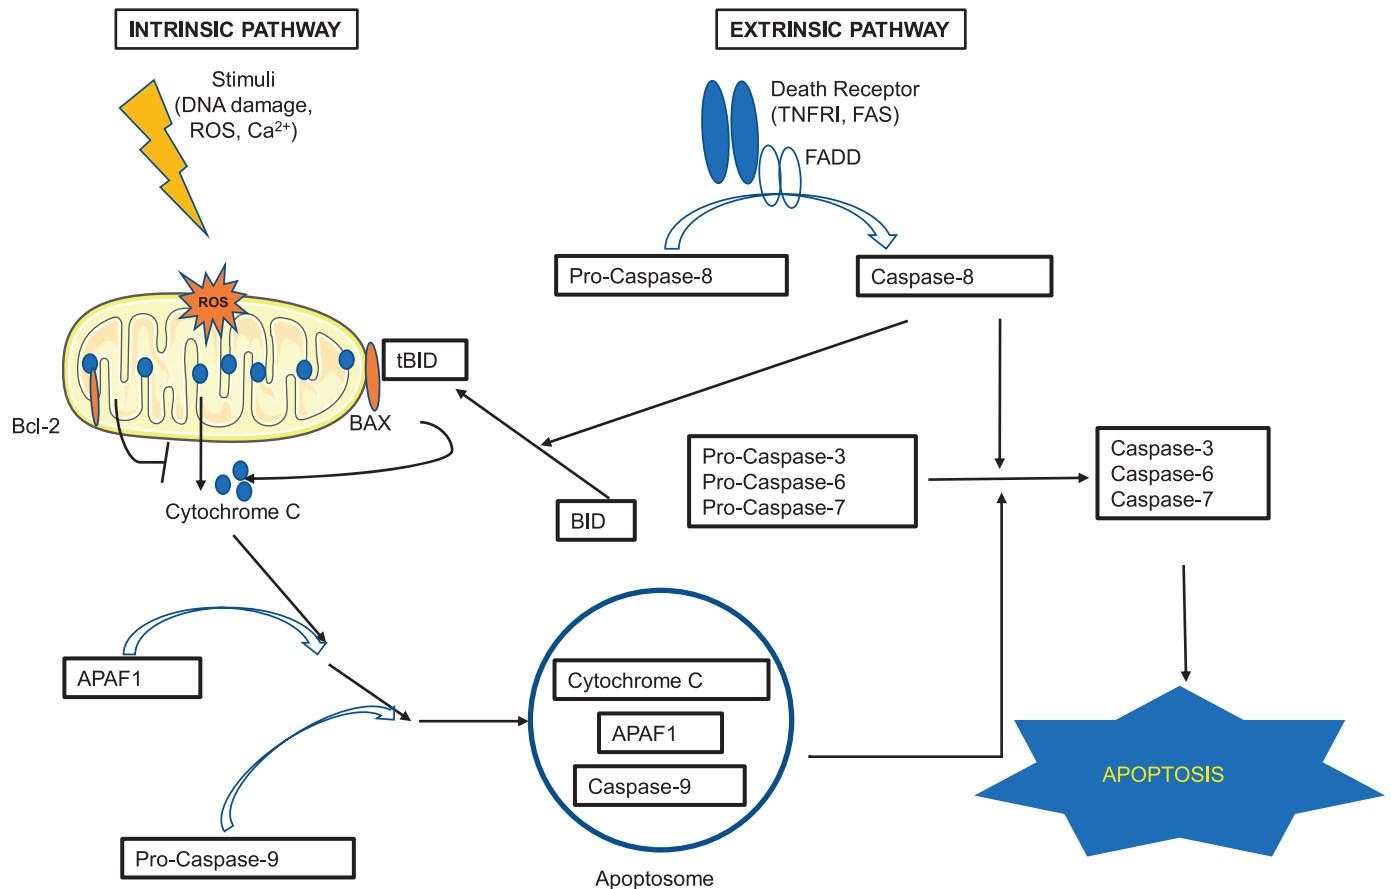 INTRINSIC PATHWAY
EXTRINSIC PATHWAY
Stimuli
(DNA damage,
ROS, Ca²⁺)
Death Receptor
(TNFRI, FAS)
FADD
Pro-Caspase-8
Caspase-8
ROS
tBID
Bcl-2
BAX
Cytochrome C
BID
Pro-Caspase-3
Pro-Caspase-6
Pro-Caspase-7
Caspase-3
Caspase-6
Caspase-7
APAF1
Pro-Caspase-9
Cytochrome C
APAF1
Caspase-9
Apoptosome
APOPTOSIS